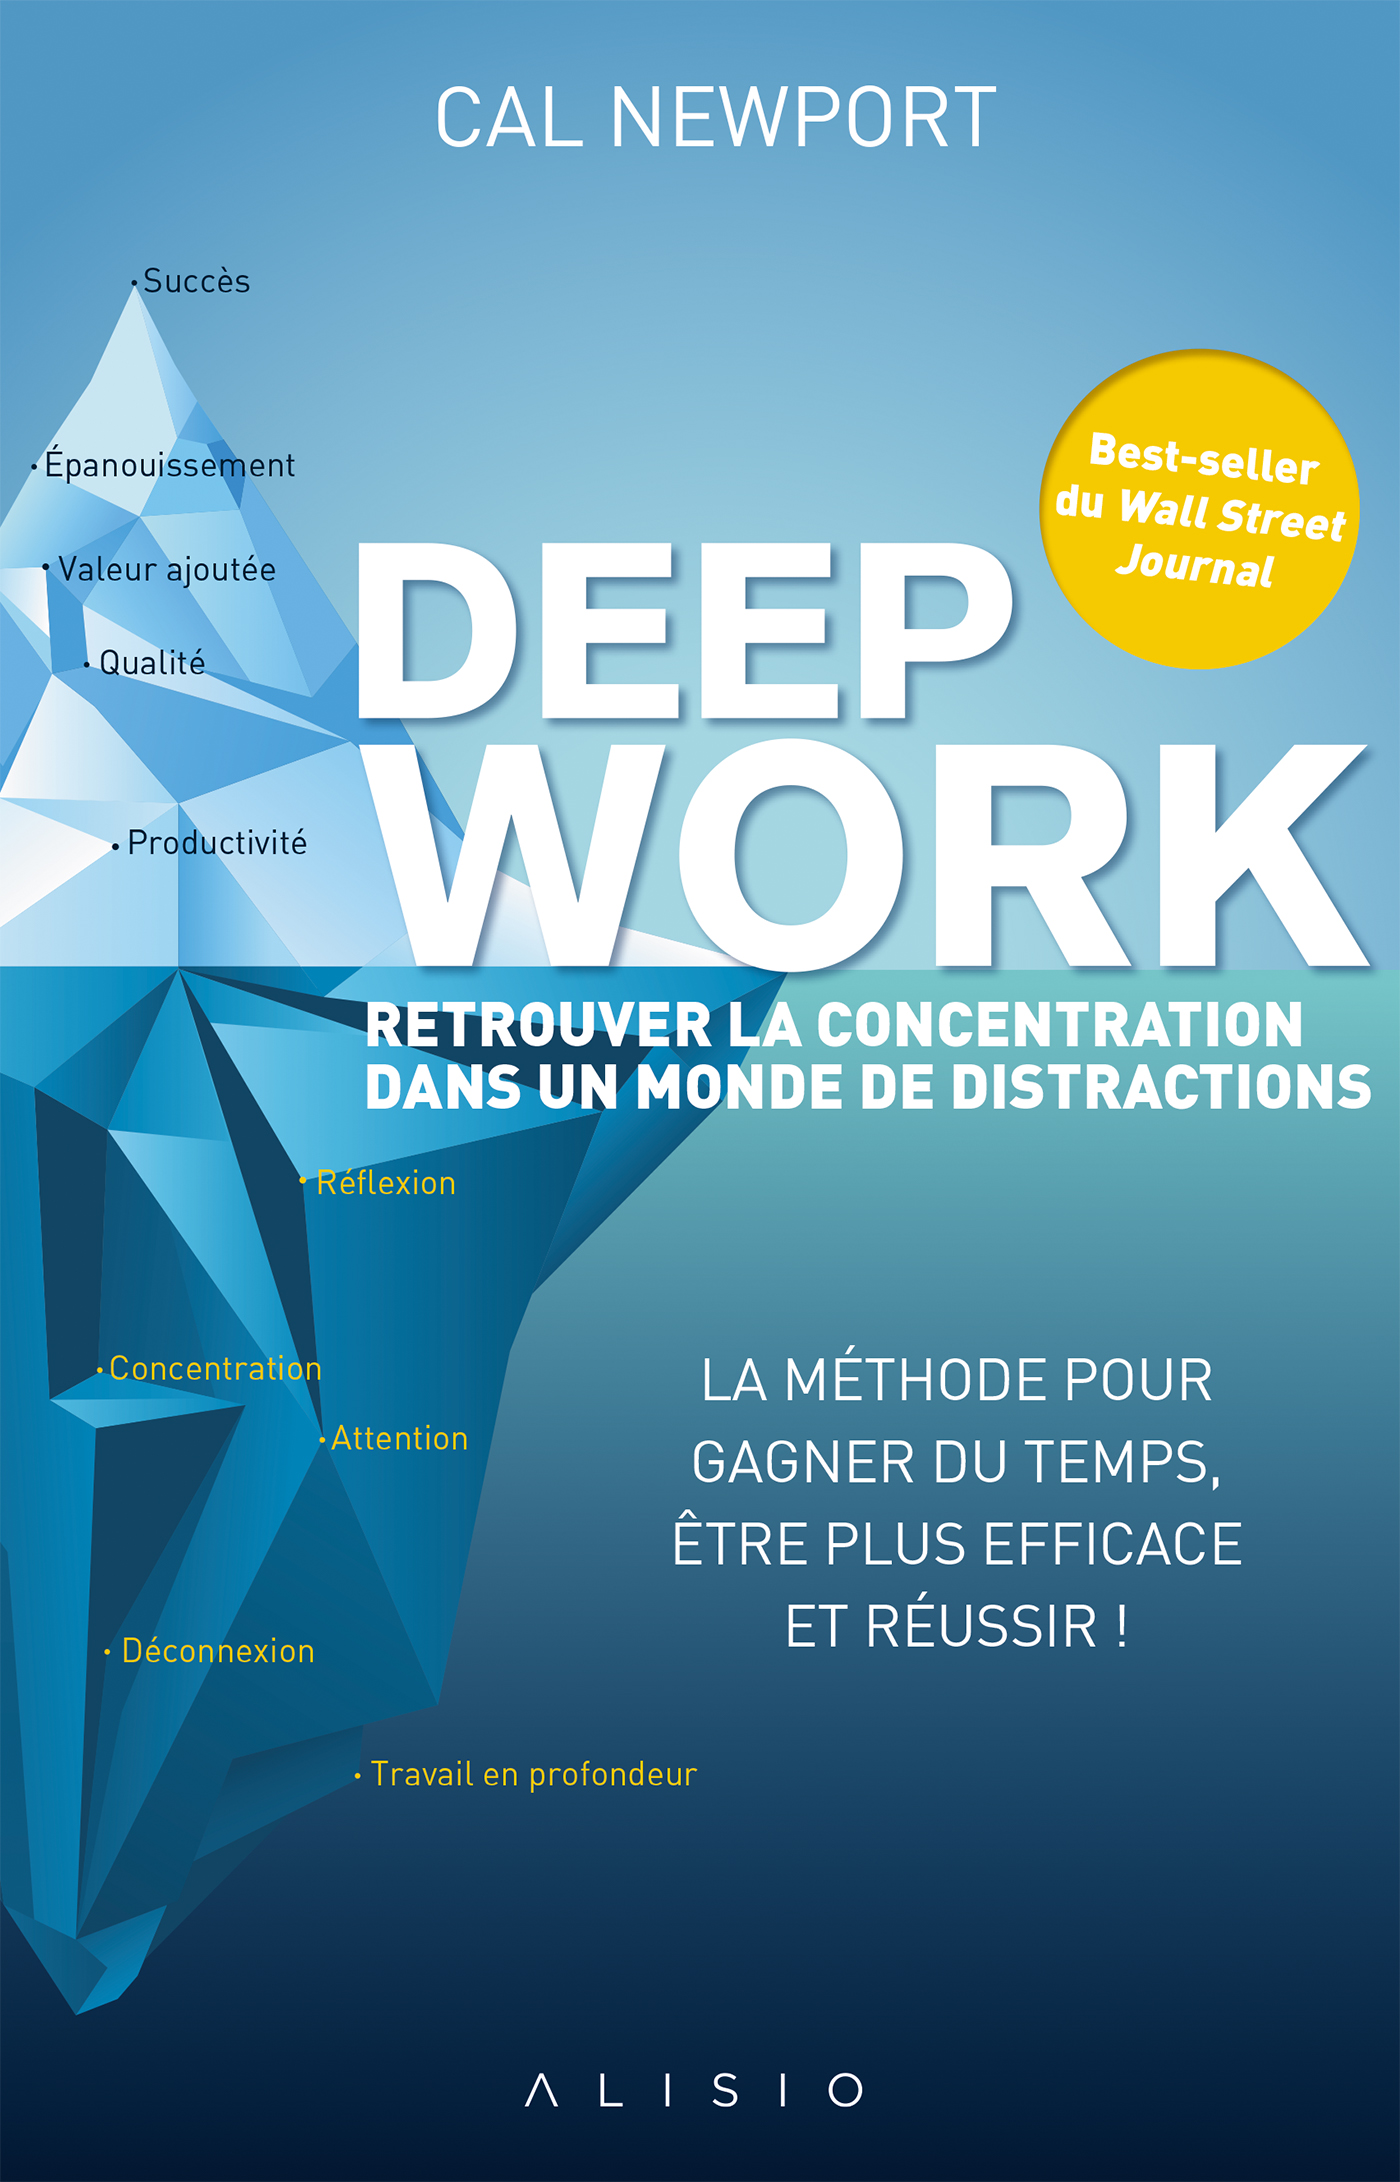 CAL NEWPORT
Succès
Épanouissement
Valeur ajoutée
Qualité
Productivité
Best-seller
du Wall Street
Journal
DEEP
WORK
RETROUVER LA CONCENTRATION
DANS UN MONDE DE DISTRACTIONS
Réflexion
Concentration
Attention
Déconnexion
Travail en profondeur
LA MÉTHODE POUR
GAGNER DU TEMPS,
ÊTRE PLUS EFFICACE
ET RÉUSSIR !
ALISIO